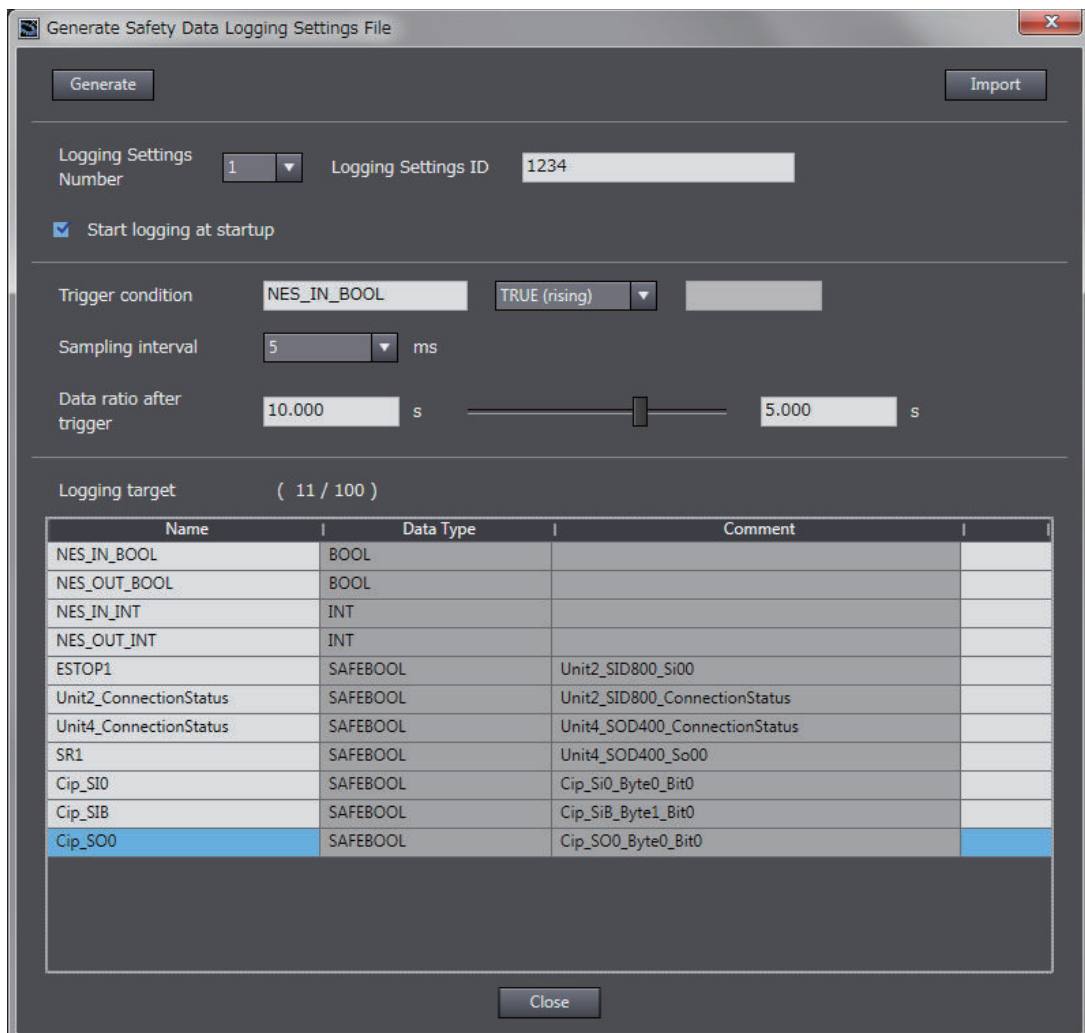 Generate Safety Data Logging Settings File
x
Generate Import
Logging Settings Number 1 Logging Settings ID 1234
Start logging at startup
Trigger condition NES_IN_BOOL TRUE (rising)
Sampling interval 5 ms
Data ratio after trigger 10.000 s 5.000 s
Logging target ( 11 / 100 )
Name Data Type Comment
NES_IN_BOOL BOOL
NES_OUT_BOOL BOOL
NES_IN_INT INT
NES_OUT_INT INT
ESTOP1 SAFEBOOL Unit2_SID800_Si00
Unit2_ConnectionStatus SAFEBOOL Unit2_SID800_ConnectionStatus
Unit4_ConnectionStatus SAFEBOOL Unit4_SOD400_ConnectionStatus
SR1 SAFEBOOL Unit4_SOD400_So00
Cip_SI0 SAFEBOOL Cip_Si0_Byte0_Bit0
Cip_SIB SAFEBOOL Cip_SiB_Byte1_Bit0
Cip_SO0 SAFEBOOL Cip_SO0_Byte0_Bit0
Close